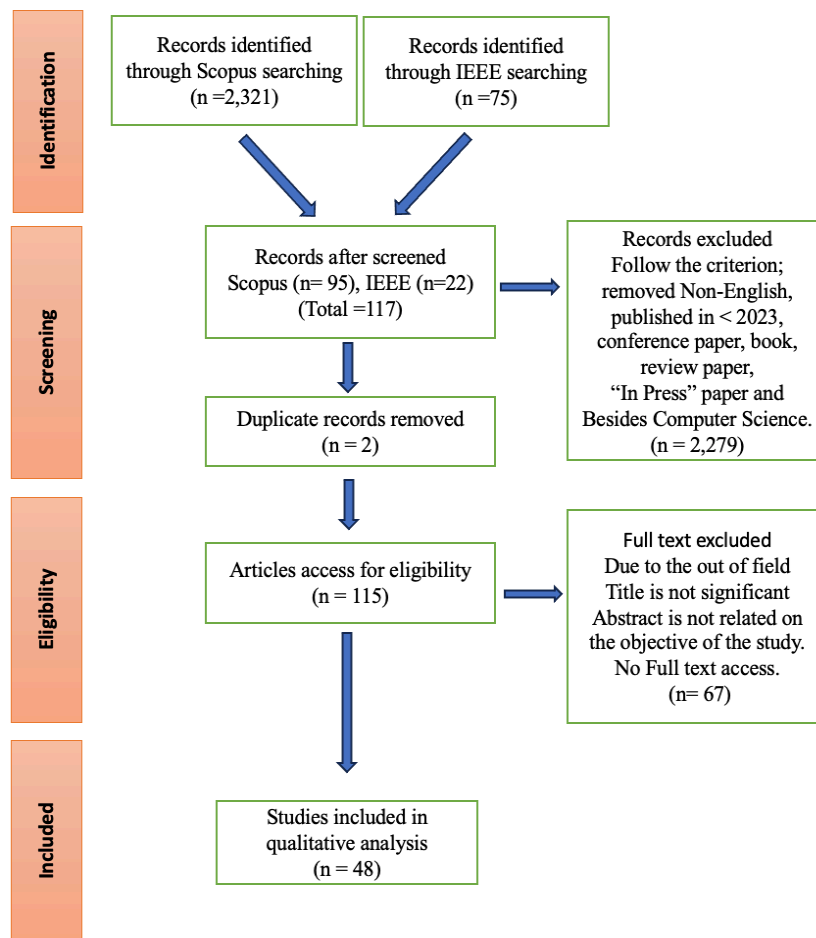 Identification
Records identified
through Scopus searching
(n =2,321)
Records identified
through IEEE searching
(n =75)
Screening
Records after screened
Scopus (n= 95), IEEE (n=22)
(Total =117)
Records excluded
Follow the criterion;
removed Non-English,
published in < 2023,
conference paper, book,
review paper,
“In Press” paper and
Besides Computer Science.
(n = 2,279)
Duplicate records removed
(n = 2)
Eligibility
Articles access for eligibility
(n = 115)
Full text excluded
Due to the out of field
Title is not significant
Abstract is not related on
the objective of the study.
No Full text access.
(n= 67)
Included
Studies included in
qualitative analysis
(n = 48)